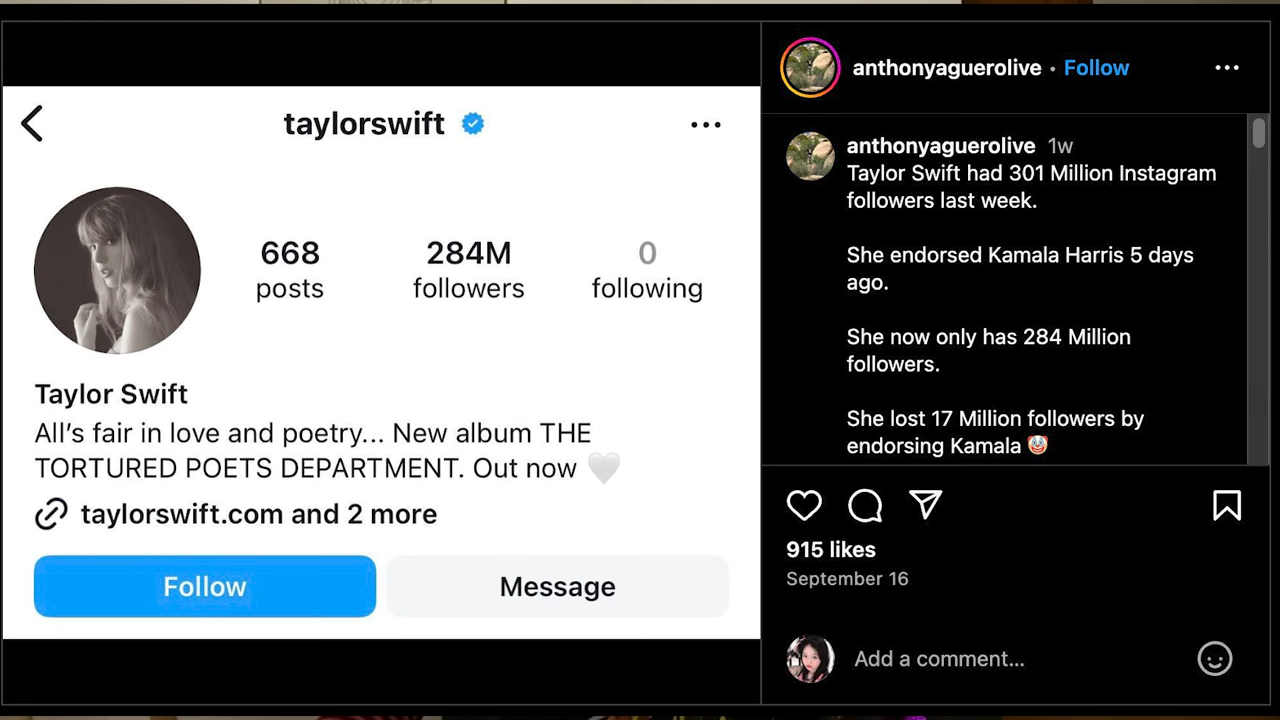 taylorswift
668
posts
284M
followers
0
following
Taylor Swift
All's fair in love and poetry... New album THE
TORTURED POETS DEPARTMENT. Out now 🤍
taylorswift.com and 2 more
Follow
Message
anthonyaguerolive • Follow
anthonyaguerolive 1w
Taylor Swift had 301 Million Instagram
followers last week.
She endorsed Kamala Harris 5 days
ago.
She now only has 284 Million
followers.
She lost 17 Million followers by
endorsing Kamala 🤡
915 likes
September 16
Add a comment...